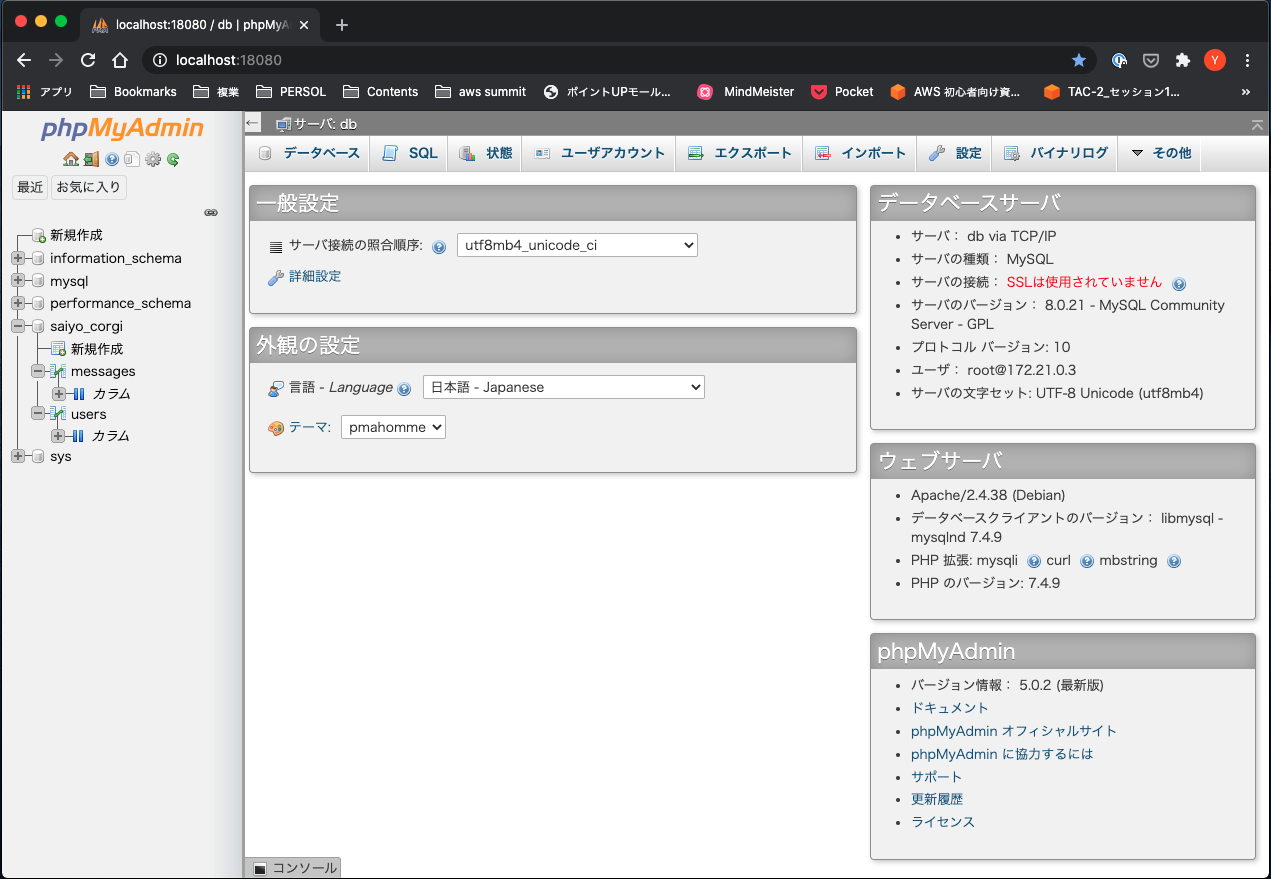 localhost:18080 / db | phpMyA
localhost:18080
Y
アプリ
Bookmarks
複業
PERSOL
Contents
aws summit
ポイントUPモール...
MindMeister
Pocket
AWS 初心者向け資...
TAC-2_セッション1...
»
phpMyAdmin
最近
お気に入り
新規作成
information_schema
mysql
performance_schema
saiyo_corgi
新規作成
messages
カラム
users
カラム
sys
サーバ: db
データベース
SQL
状態
ユーザアカウント
エクスポート
インポート
設定
バイナリログ
その他
一般設定
サーバ接続の照合順序:
utf8mb4_unicode_ci
詳細設定
外観の設定
言語 - Language
日本語 - Japanese
テーマ:
pmahomme
データベースサーバ
サーバ： db via TCP/IP
サーバの種類： MySQL
サーバの接続： SSLは使用されていません
サーバのバージョン： 8.0.21 - MySQL Community
Server - GPL
プロトコル バージョン: 10
ユーザ： root@172.21.0.3
サーバの文字セット: UTF-8 Unicode (utf8mb4)
ウェブサーバ
Apache/2.4.38 (Debian)
データベースクライアントのバージョン： libmysql -
mysqlnd 7.4.9
PHP 拡張: mysqli curl mbstring
PHP のバージョン: 7.4.9
phpMyAdmin
バージョン情報： 5.0.2 (最新版)
ドキュメント
phpMyAdmin オフィシャルサイト
phpMyAdmin に協力するには
サポート
更新履歴
ライセンス
コンソール